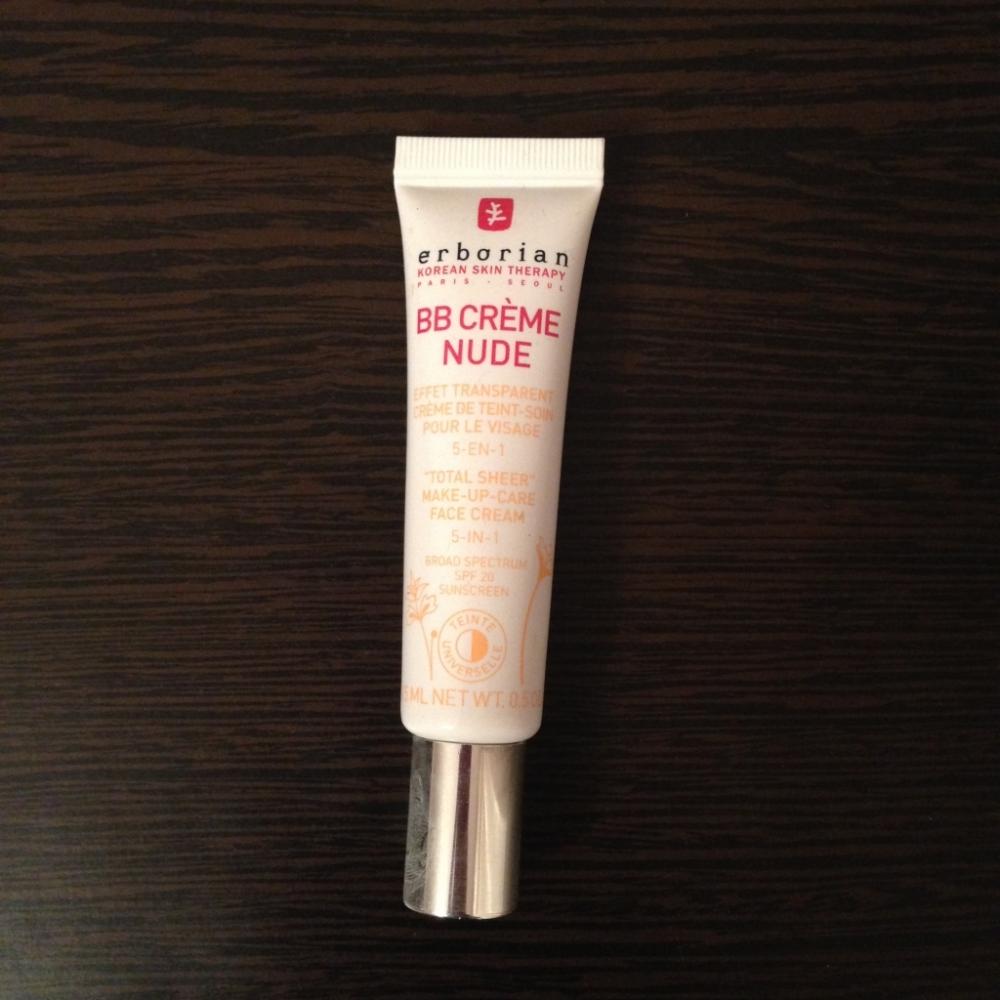 erborian
KOREAN SKIN THERAPY
PARIS - SEOUL
BB CRÈME
NUDE
EFFET TRANSPARENT
CRÈME DE TEINT-SOIN
POUR LE VISAGE
5-EN-1
"TOTAL SHEER"
MAKE-UP-CARE
FACE CREAM
5-IN-1
BROAD SPECTRUM
SPF 20
SUNSCREEN
TEINTE
UNIVERSELLE
ML NET WT. 0.5